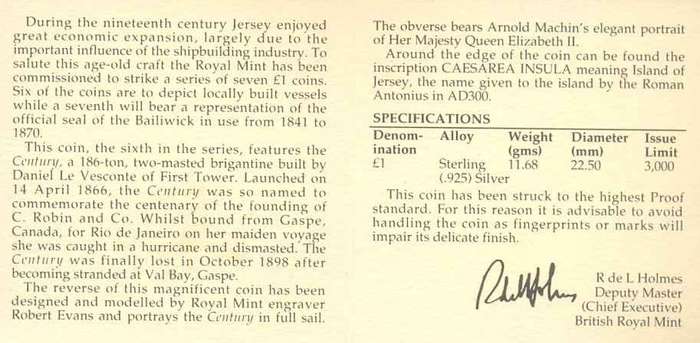 During the nineteenth century Jersey enjoyed
great economic expansion, largely due to the
important influence of the shipbuilding industry. To
salute this age-old craft the Royal Mint has been
commissioned to strike a series of seven £1 coins.
Six of the coins are to depict locally built vessels
while a seventh will bear a representation of the
official seal of the Bailiwick in use from 1841 to
1870.
This coin, the sixth in the series, features the
Century, a 186-ton, two-masted brigantine built by
Daniel Le Vesconte of First Tower. Launched on
14 April 1866, the Century was so named to
commemorate the centenary of the founding of
C. Robin and Co. Whilst bound from Gaspe,
Canada, for Rio de Janeiro on her maiden voyage
she was caught in a hurricane and dismasted. The
Century was finally lost in October 1898 after
becoming stranded at Val Bay, Gaspe.
The reverse of this magnificent coin has been
designed and modelled by Royal Mint engraver
Robert Evans and portrays the Century in full sail.
The obverse bears Arnold Machin's elegant portrait
of Her Majesty Queen Elizabeth II.
Around the edge of the coin can be found the
inscription CAESAREA INSULA meaning Island of
Jersey, the name given to the island by the Roman
Antonius in AD300.
SPECIFICATIONS
Denom- Alloy Weight Diameter Issue
ination (gms) (mm) Limit
£1 Sterling 11.68 22.50 3,000
(.925) Silver
This coin has been struck to the highest Proof
standard. For this reason it is advisable to avoid
handling the coin as fingerprints or marks will
impair its delicate finish.
R de L Holmes
Deputy Master
(Chief Executive)
British Royal Mint